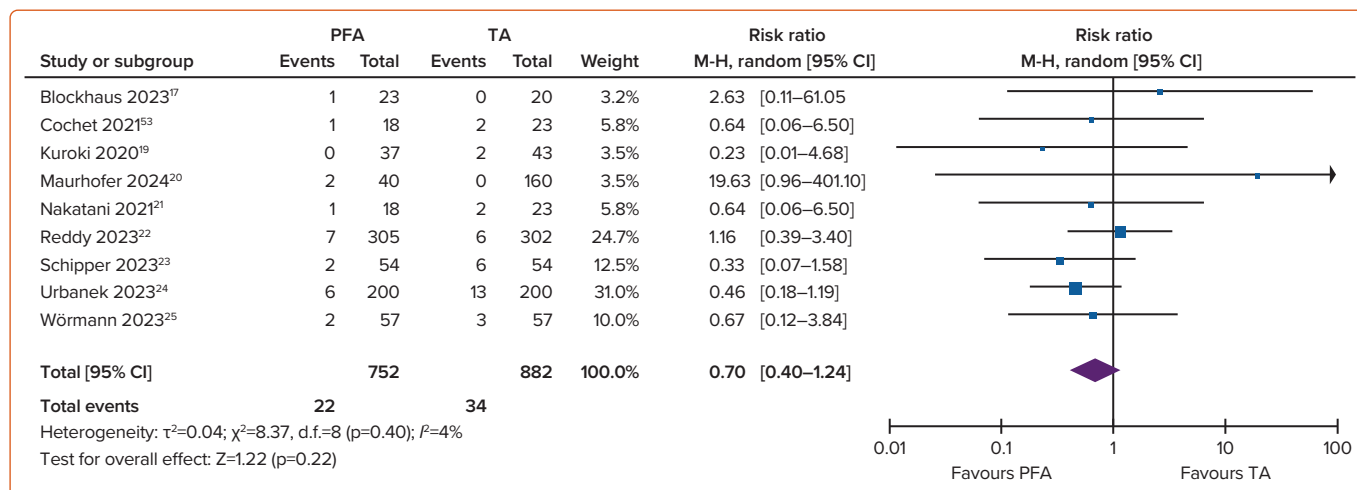 PFA TA Risk ratio Risk ratio
Study or subgroup Events Total Events Total Weight M-H, random [95% CI] M-H, random [95% CI]
Blockhaus 2023¹⁷ 1 23 0 20 3.2% 2.63 [0.11–61.05
Cochet 2021⁵³ 1 18 2 23 5.8% 0.64 [0.06–6.50]
Kuroki 2020¹⁹ 0 37 2 43 3.5% 0.23 [0.01–4.68]
Maurhofer 2024²⁰ 2 40 0 160 3.5% 19.63 [0.96–401.10]
Nakatani 2021²¹ 1 18 2 23 5.8% 0.64 [0.06–6.50]
Reddy 2023²² 7 305 6 302 24.7% 1.16 [0.39–3.40]
Schipper 2023²³ 2 54 6 54 12.5% 0.33 [0.07–1.58]
Urbanek 2023²⁴ 6 200 13 200 31.0% 0.46 [0.18–1.19]
Wörmann 2023²⁵ 2 57 3 57 10.0% 0.67 [0.12–3.84]
Total [95% CI] 752 882 100.0% 0.70 [0.40–1.24]
Total events 22 34
Heterogeneity: τ²=0.04; χ²=8.37, d.f.=8 (p=0.40); I²=4%
Test for overall effect: Z=1.22 (p=0.22)
0.01 0.1 1 10 100
Favours PFA Favours TA